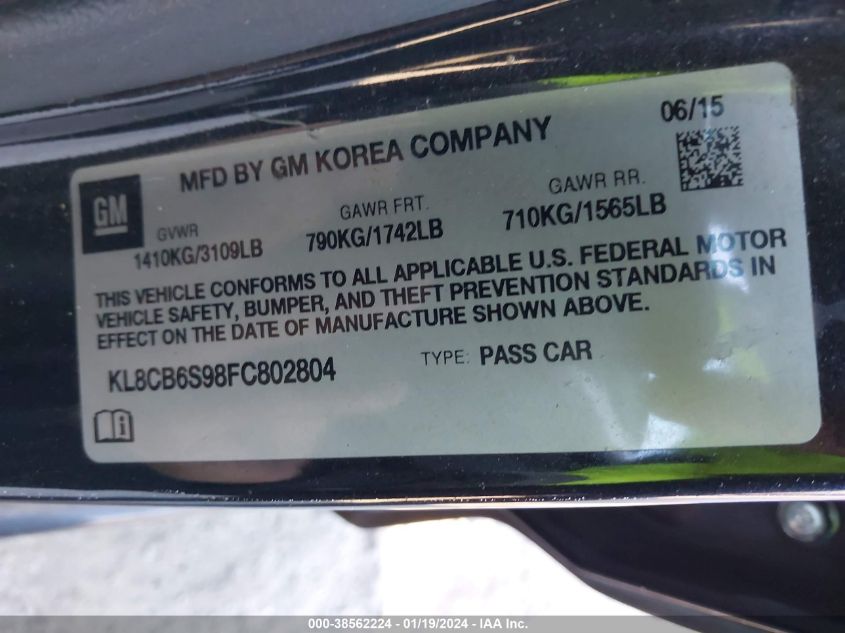 06/15
MFD BY GM KOREA COMPANY
GM
GVWR GAWR FRT. GAWR RR.
1410KG/3109LB 790KG/1742LB 710KG/1565LB
THIS VEHICLE CONFORMS TO ALL APPLICABLE U.S. FEDERAL MOTOR
VEHICLE SAFETY, BUMPER, AND THEFT PREVENTION STANDARDS IN
EFFECT ON THE DATE OF MANUFACTURE SHOWN ABOVE.
KL8CB6S98FC802804 TYPE: PASS CAR
000-38562224 - 01/19/2024 - IAA Inc.